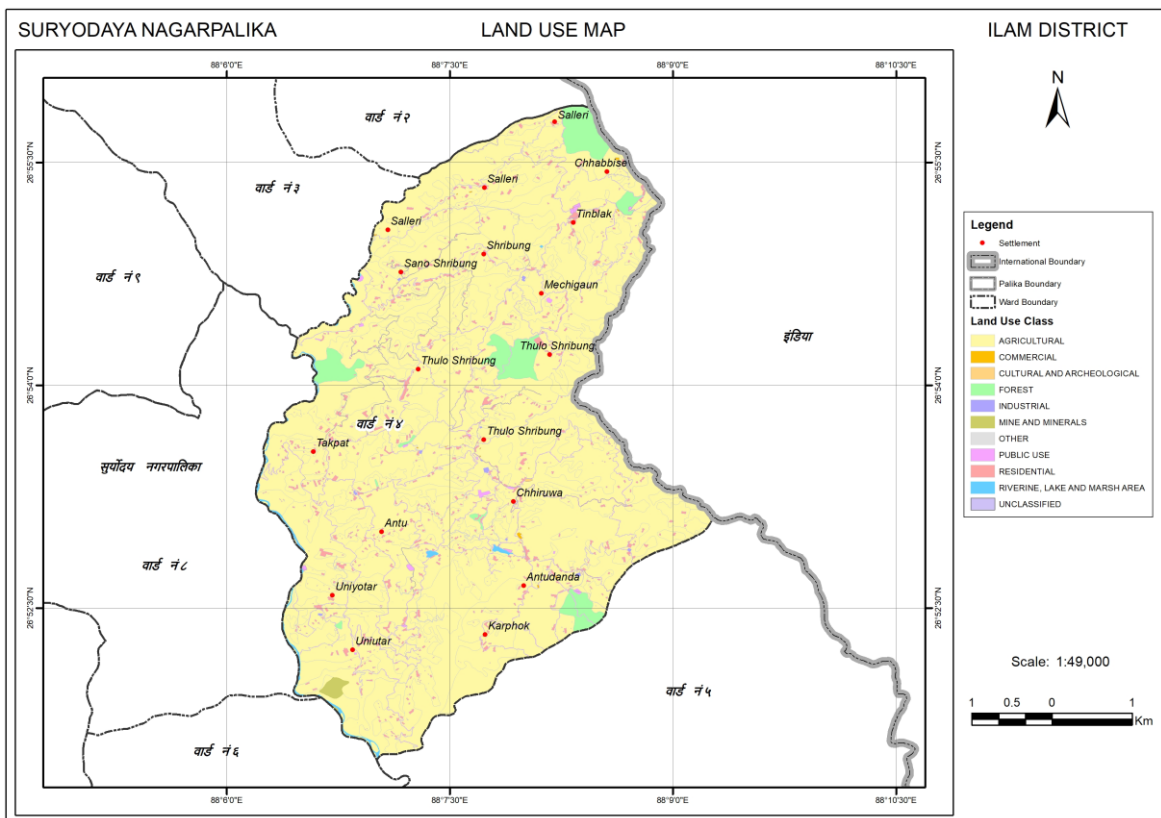 SURYODAYA NAGARPALIKA LAND USE MAP ILAM DISTRICT
88°6'0"E 88°7'30"E 88°9'0"E 88°10'30"E
N
वार्ड नं २
Salleri
26°55'30"N 26°55'30"N
Chhabbise
वार्ड नं ३
Salleri
Tinblak
Salleri
Shribung
Sano Shribung
वार्ड नं ९
Mechigaun
इंडिया
Thulo Shribung
Thulo Shribung
26°54'0"N 26°54'0"N
वार्ड नं ४
Thulo Shribung
Takpat
सुर्योदय नगरपालिका
Chhiruwa
Antu
वार्ड नं ८
Antudanda
Uniyotar
26°52'30"N 26°52'30"N
Karphok
Uniutar
वार्ड नं ५
वार्ड नं ६
88°6'0"E 88°7'30"E 88°9'0"E 88°10'30"E
Legend
Settlement
International Boundary
Palika Boundary
Ward Boundary
Land Use Class
AGRICULTURAL
COMMERCIAL
CULTURAL AND ARCHEOLOGICAL
FOREST
INDUSTRIAL
MINE AND MINERALS
OTHER
PUBLIC USE
RESIDENTIAL
RIVERINE, LAKE AND MARSH AREA
UNCLASSIFIED
Scale: 1:49,000
1 0.5 0 1
Km